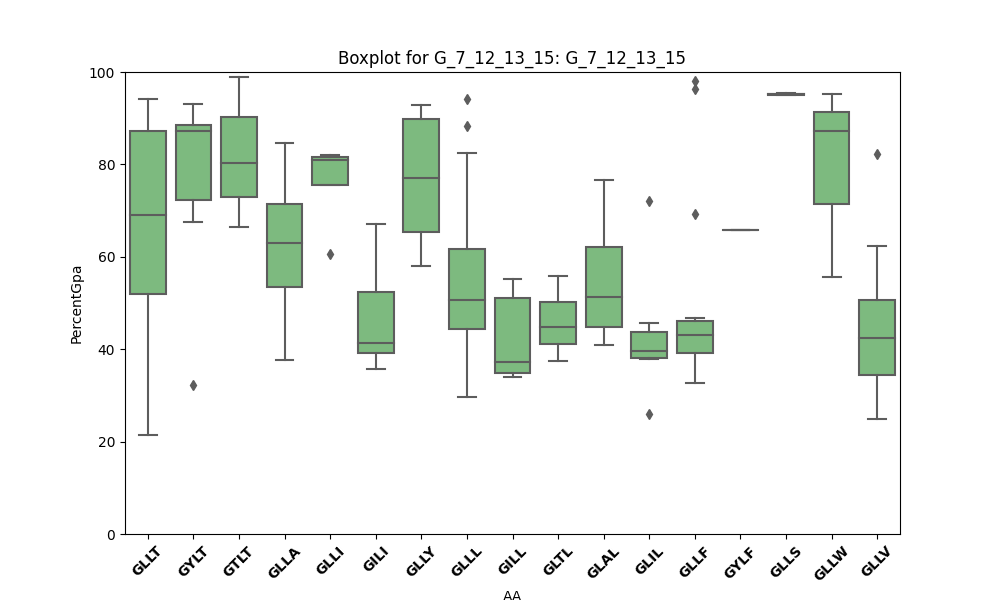 Boxplot for G_7_12_13_15: G_7_12_13_15
100
80
60
40
20
0
PercentGpa
GLLT GYLT GTLT GLLA GLLI GILI GLLY GLLL GILL GLTL GLAL GLIL GLLF GYLF GLLS GLLW GLLV
AA